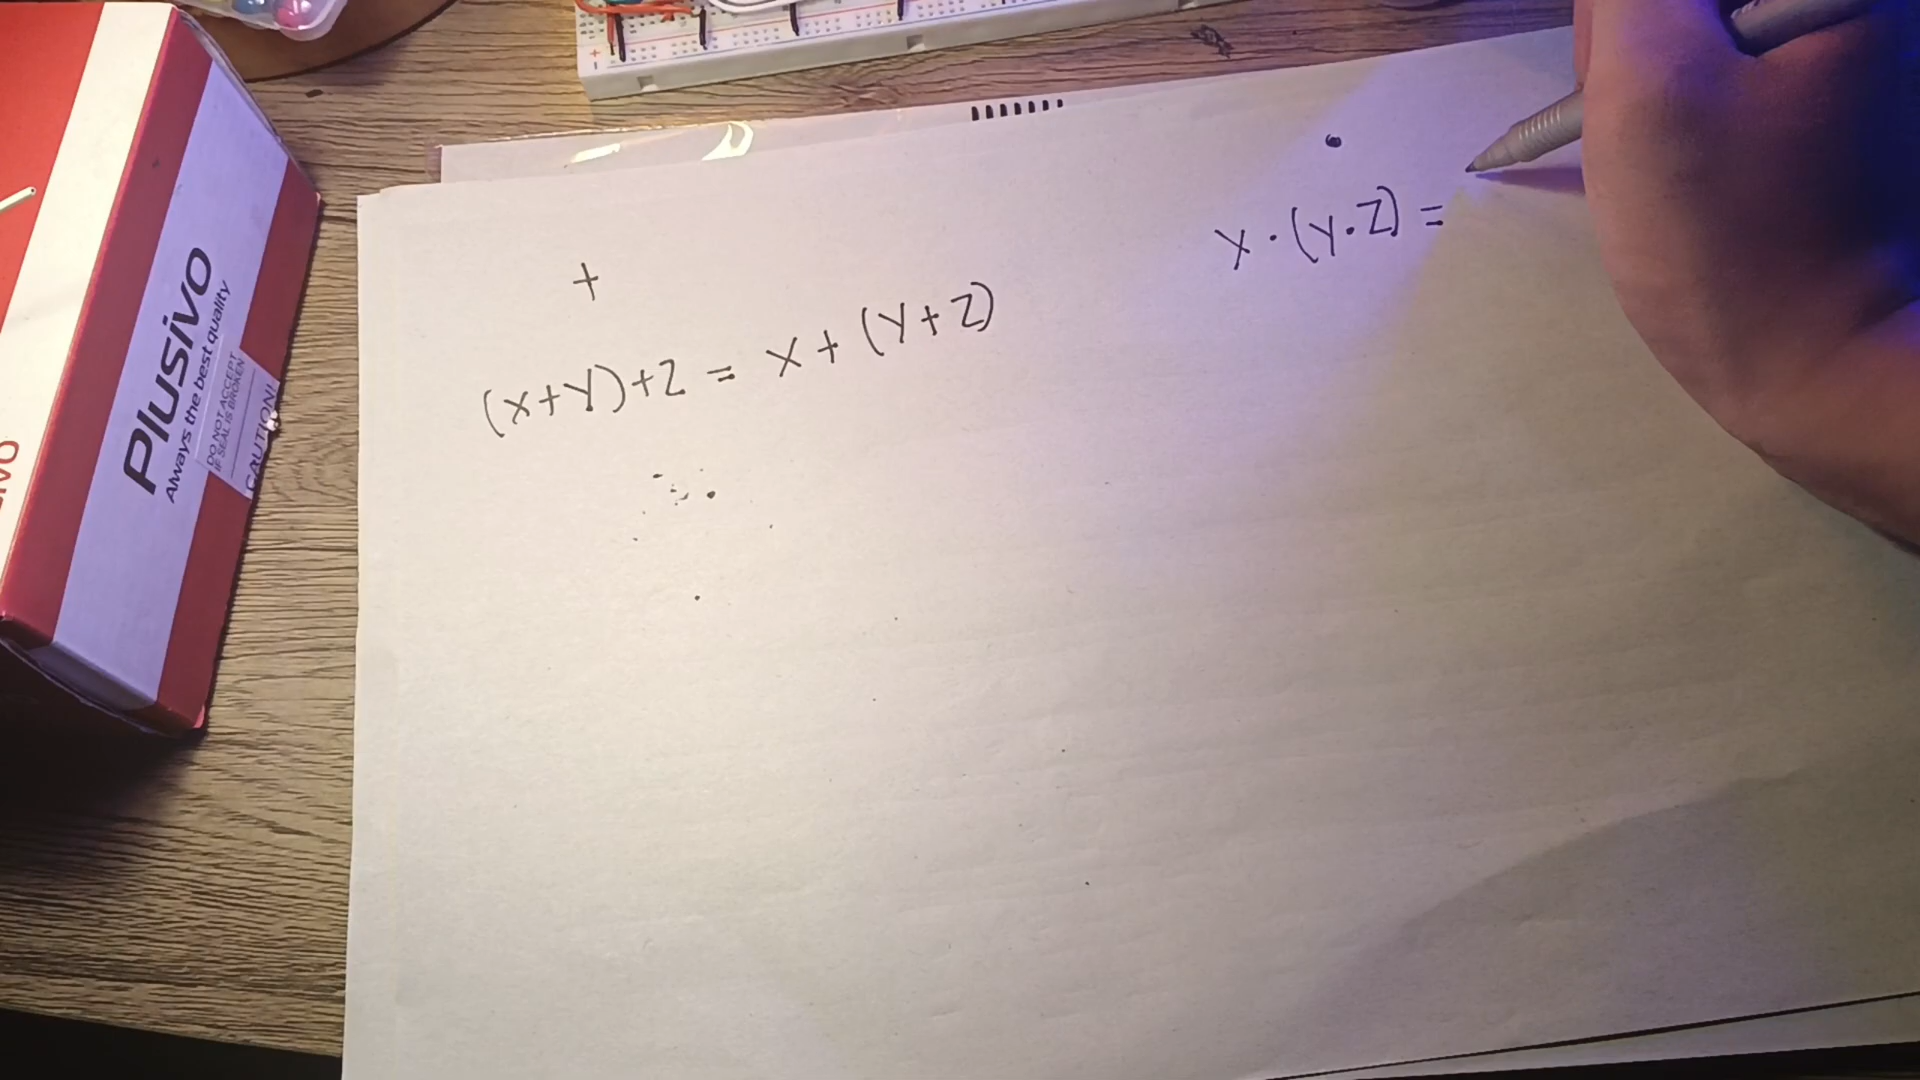 +
(x+y)+z = x+(y+z)
•
x·(y·z) =
Plusivo
Always the best quality
DO NOT ACCEPT
IF SEAL IS BROKEN
CAUTION!